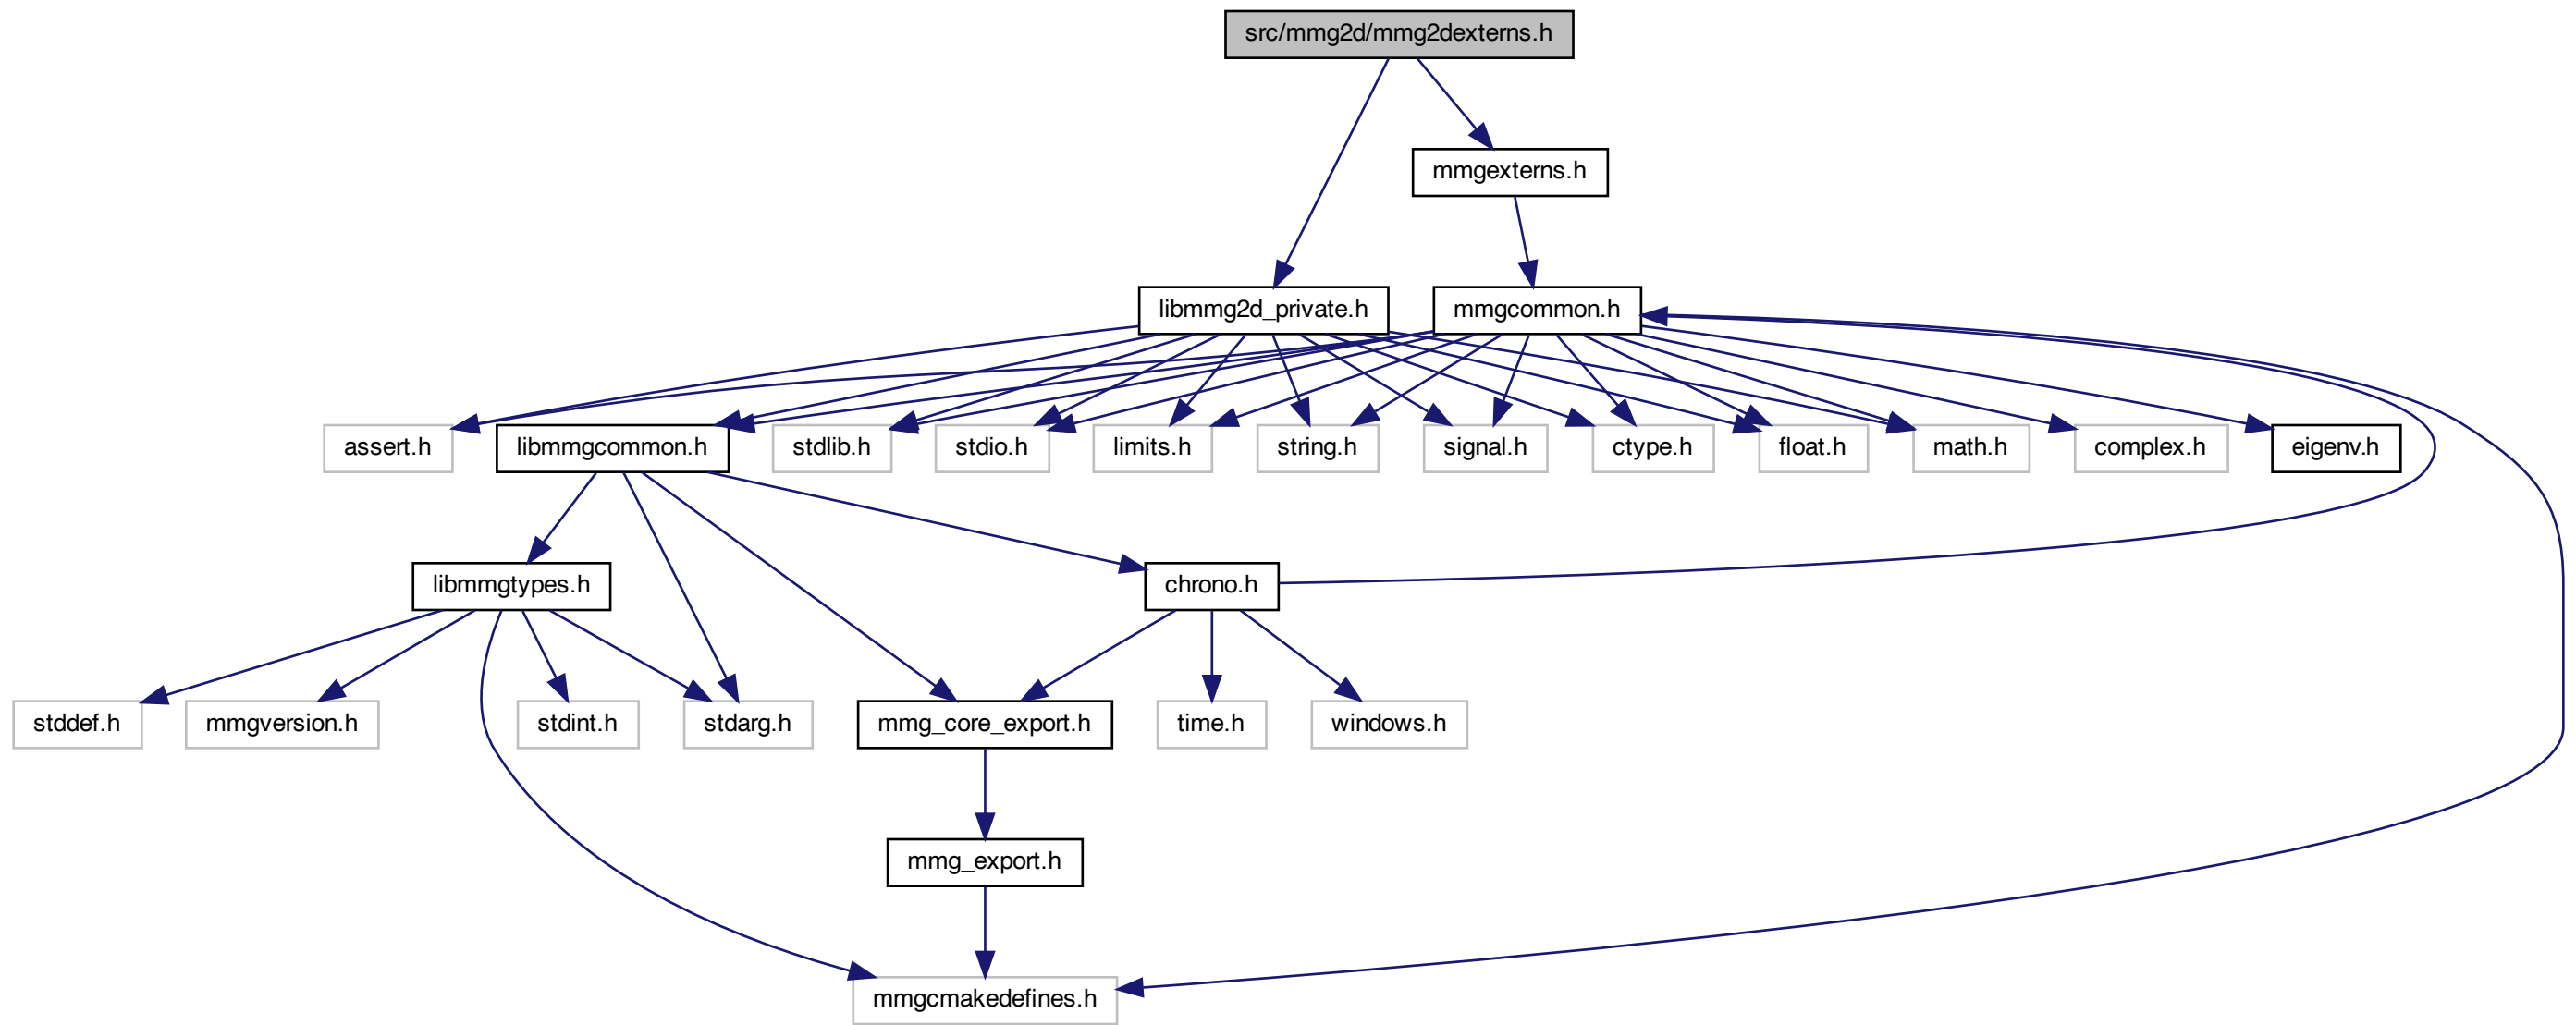 src/mmg2d/mmg2dexterns.h
mmgexterns.h
libmmg2d_private.h
mmgcommon.h
assert.h
libmmgcommon.h
stdlib.h
stdio.h
limits.h
string.h
signal.h
ctype.h
float.h
math.h
complex.h
eigenv.h
libmmgtypes.h
chrono.h
stddef.h
mmgversion.h
stdint.h
stdarg.h
mmg_core_export.h
time.h
windows.h
mmg_export.h
mmgcmakedefines.h